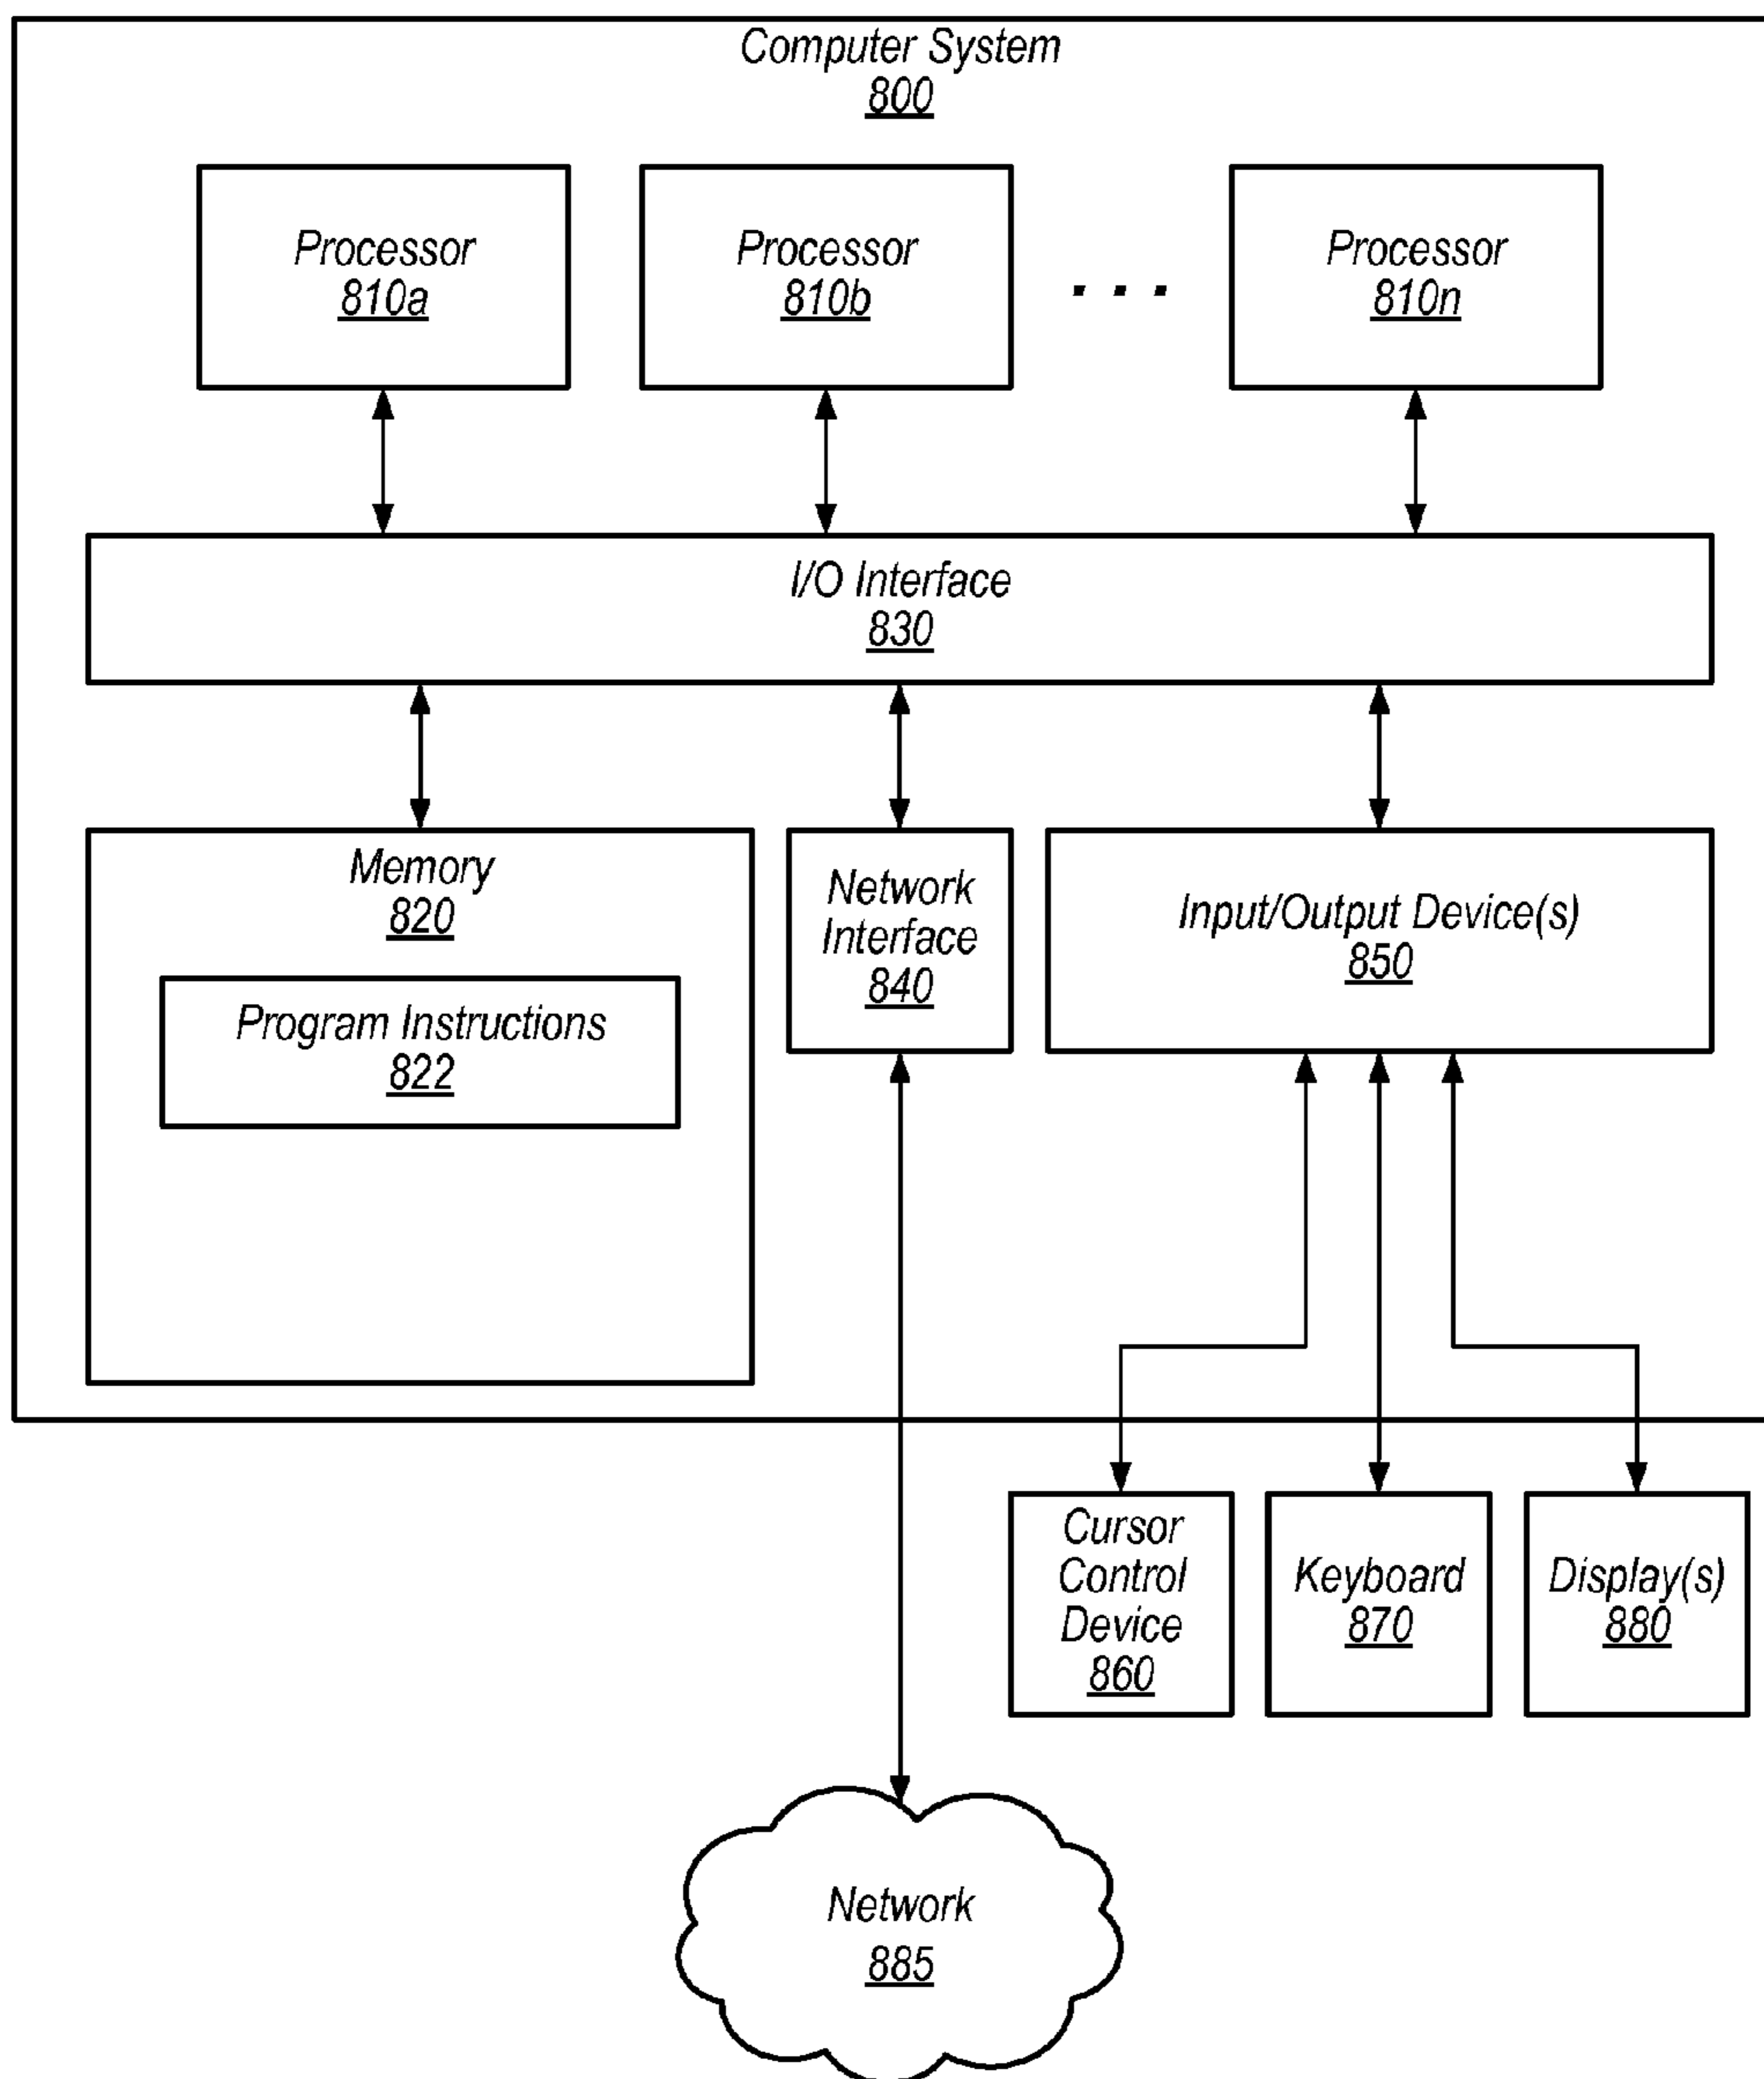 Computer System
800
Processor
810a
Processor
810b
. . .
Processor
810n
I/O Interface
830
Memory
820
Program Instructions
822
Network
Interface
840
Input/Output Device(s)
850
Cursor
Control
Device
860
Keyboard
870
Display(s)
880
Network
885